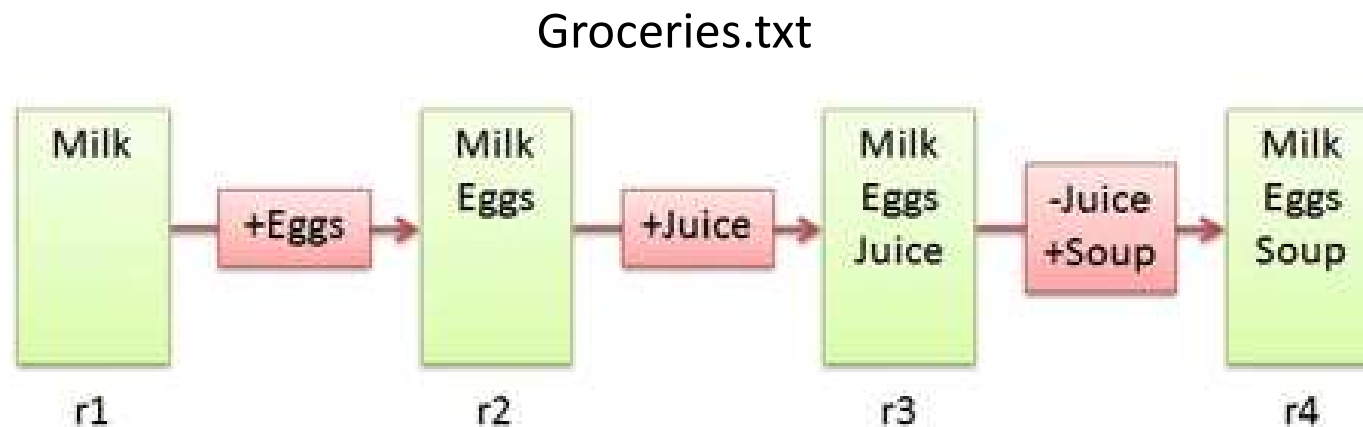 Groceries.txt
Milk
+Eggs
Milk
Eggs
+Juice
Milk
Eggs
Juice
-Juice
+Soup
Milk
Eggs
Soup
r1
r2
r3
r4